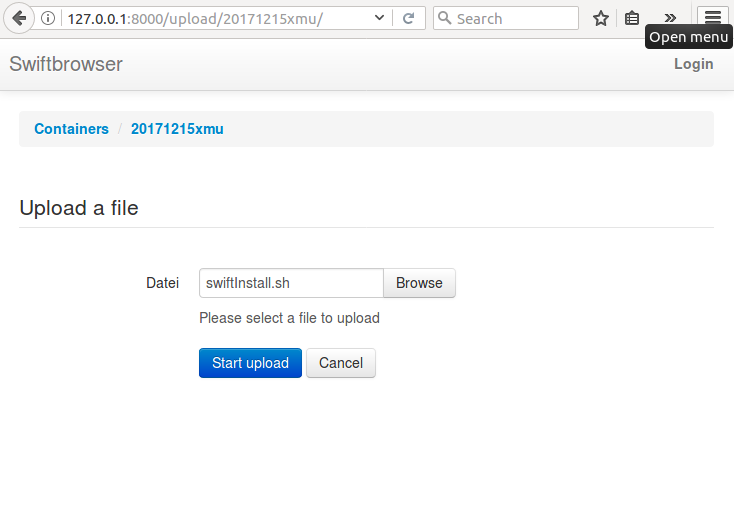 127.0.0.1:8000/upload/20171215xmu/
Search
Open menu
Swiftbrowser
Login
Containers / 20171215xmu
Upload a file
Datei swiftInstall.sh Browse
Please select a file to upload
Start upload Cancel